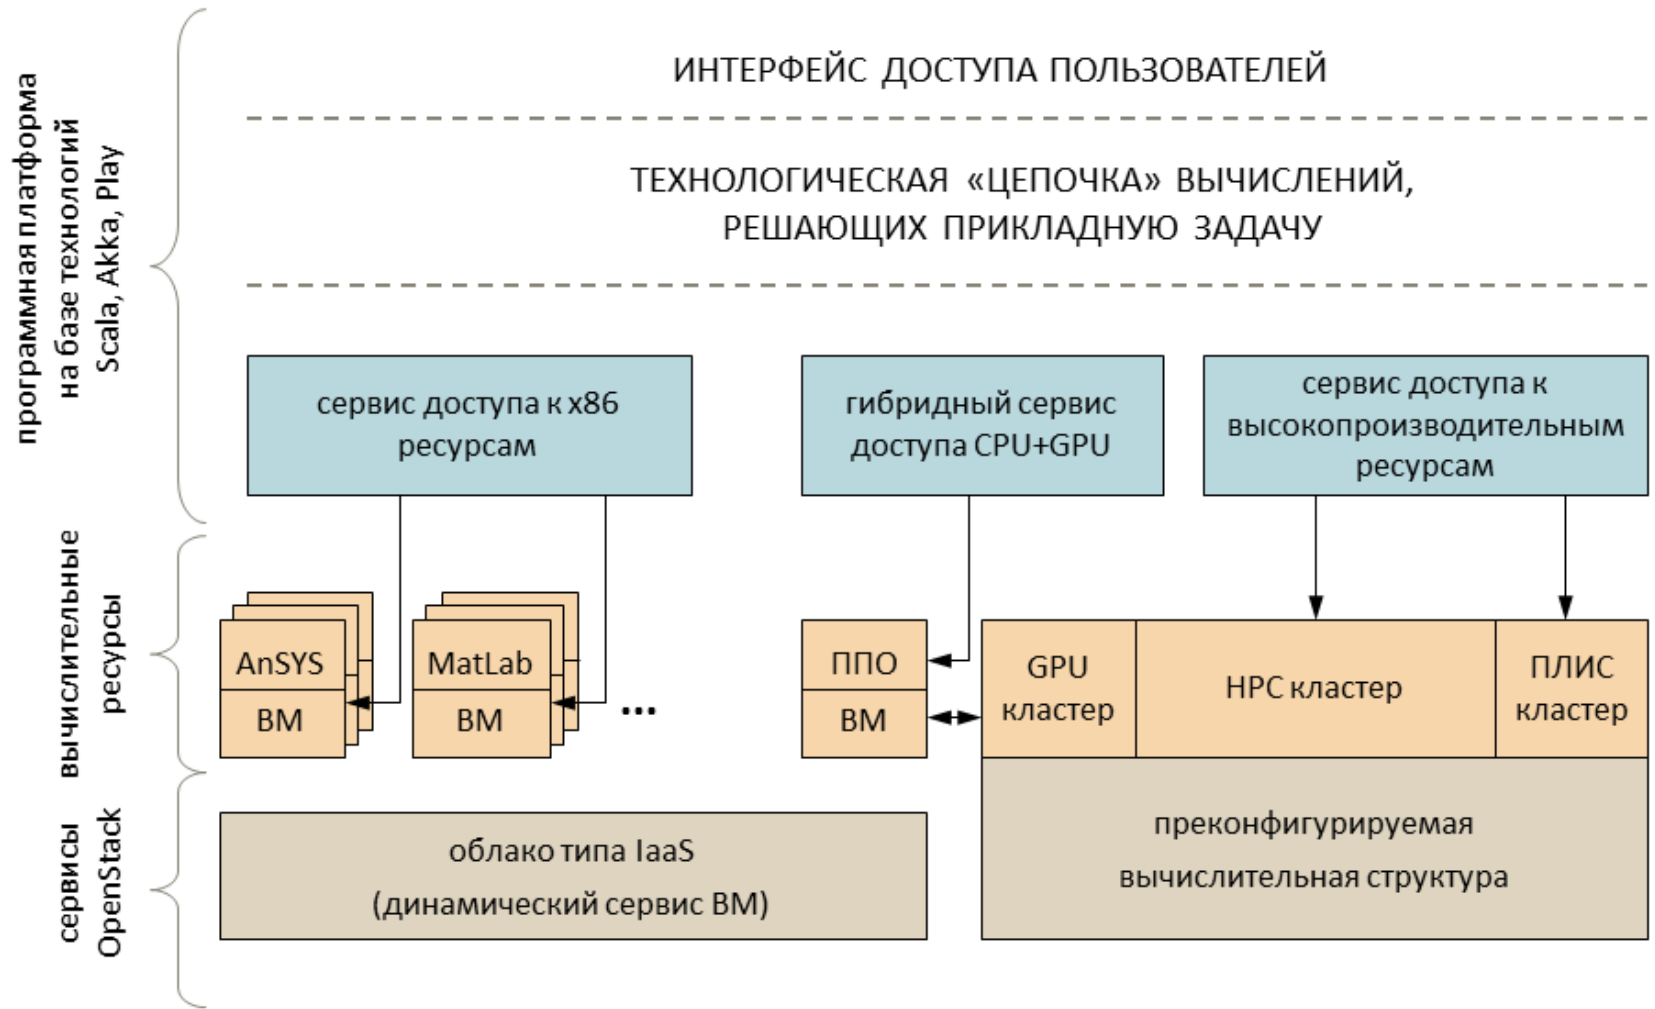 программная платформа
на базе технологий
Scala, Akka, Play
ИНТЕРФЕЙС ДОСТУПА ПОЛЬЗОВАТЕЛЕЙ
ТЕХНОЛОГИЧЕСКАЯ «ЦЕПОЧКА» ВЫЧИСЛЕНИЙ,
РЕШАЮЩИХ ПРИКЛАДНУЮ ЗАДАЧУ
сервис доступа к x86
ресурсам
гибридный сервис
доступа CPU+GPU
сервис доступа к
высокопроизводительным
ресурсам
вычислительные
ресурсы
AnSYS
ВМ
MatLab
ВМ
...
ППО
ВМ
GPU
кластер
HPC кластер
ПЛИС
кластер
сервисы
OpenStack
облако типа IaaS
(динамический сервис ВМ)
преконфигурируемая
вычислительная структура